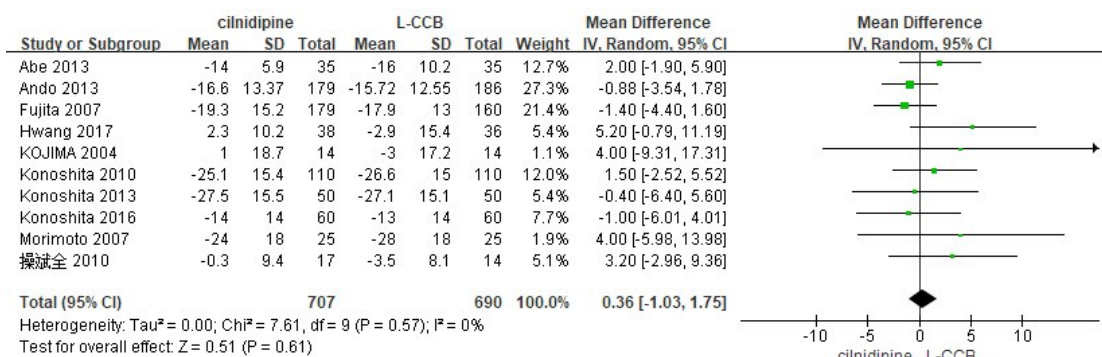 cilnidipine L-CCB Mean Difference Mean Difference
Study or Subgroup Mean SD Total Mean SD Total Weight IV, Random, 95% CI IV, Random, 95% CI
Abe 2013 -14 5.9 35 -16 10.2 35 12.7% 2.00 [-1.90, 5.90]
Ando 2013 -16.6 13.37 179 -15.72 12.55 186 27.3% -0.88 [-3.54, 1.78]
Fujita 2007 -19.3 15.2 179 -17.9 13 160 21.4% -1.40 [-4.40, 1.60]
Hwang 2017 2.3 10.2 38 -2.9 15.4 36 5.4% 5.20 [-0.79, 11.19]
KOJIMA 2004 1 18.7 14 -3 17.2 14 1.1% 4.00 [-9.31, 17.31]
Konoshita 2010 -25.1 15.4 110 -26.6 15 110 12.0% 1.50 [-2.52, 5.52]
Konoshita 2013 -27.5 15.5 50 -27.1 15.1 50 5.4% -0.40 [-6.40, 5.60]
Konoshita 2016 -14 14 60 -13 14 60 7.7% -1.00 [-6.01, 4.01]
Morimoto 2007 -24 18 25 -28 18 25 1.9% 4.00 [-5.98, 13.98]
操斌全 2010 -0.3 9.4 17 -3.5 8.1 14 5.1% 3.20 [-2.96, 9.36]
Total (95% CI) 707 690 100.0% 0.36 [-1.03, 1.75]
Heterogeneity: Tau² = 0.00; Chi² = 7.61, df = 9 (P = 0.57); I² = 0%
Test for overall effect: Z = 0.51 (P = 0.61)
-10 -5 0 5 10
cilnidipine L-CCB